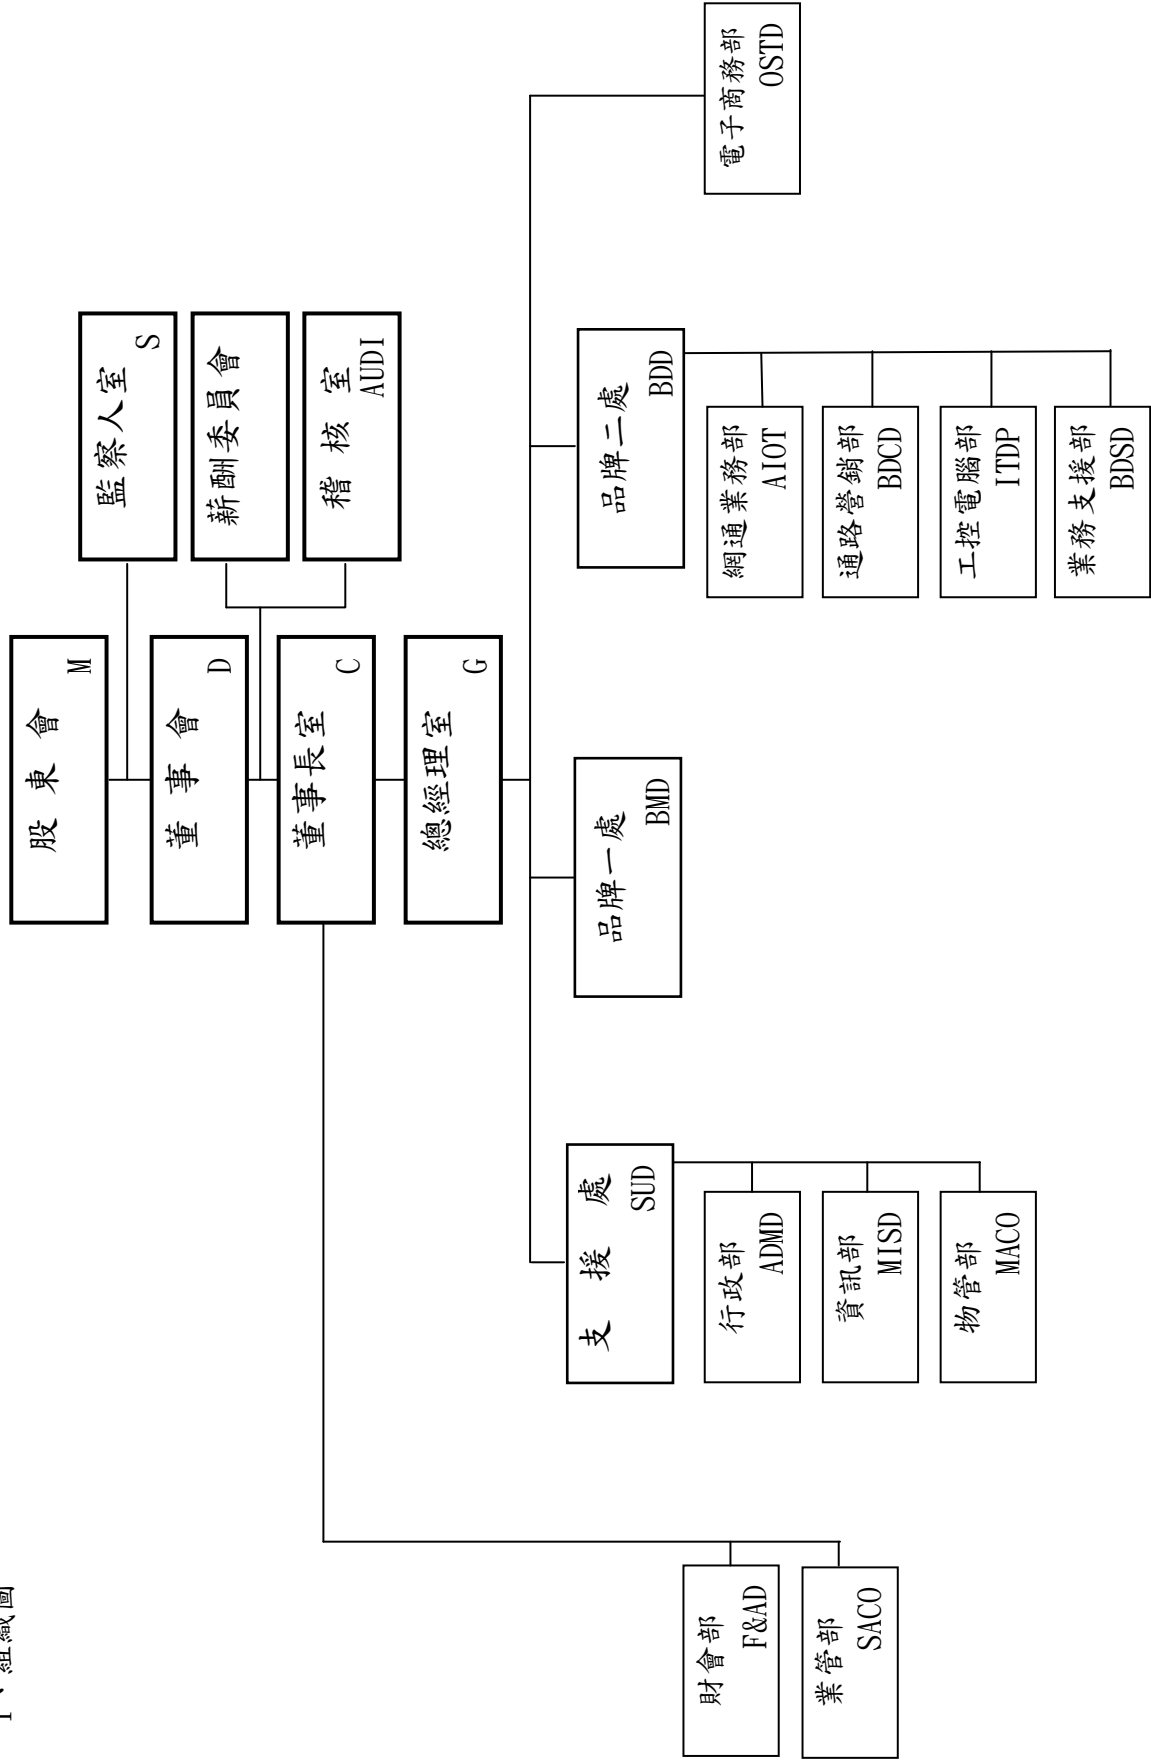 1、組織圖
股東會
M
監察人室
S
董事會
D
薪酬委員會
稽核室
AUDI
董事長室
C
總經理室
G
財會部
F&AD
業管部
SACO
支援處
SUD
行政部
ADMD
資訊部
MISD
物管部
MACO
品牌一處
BMD
品牌二處
BDD
網通業務部
AIOT
通路營銷部
BDCD
工控電腦部
ITDP
業務支援部
BDSD
電子商務部
OSTD